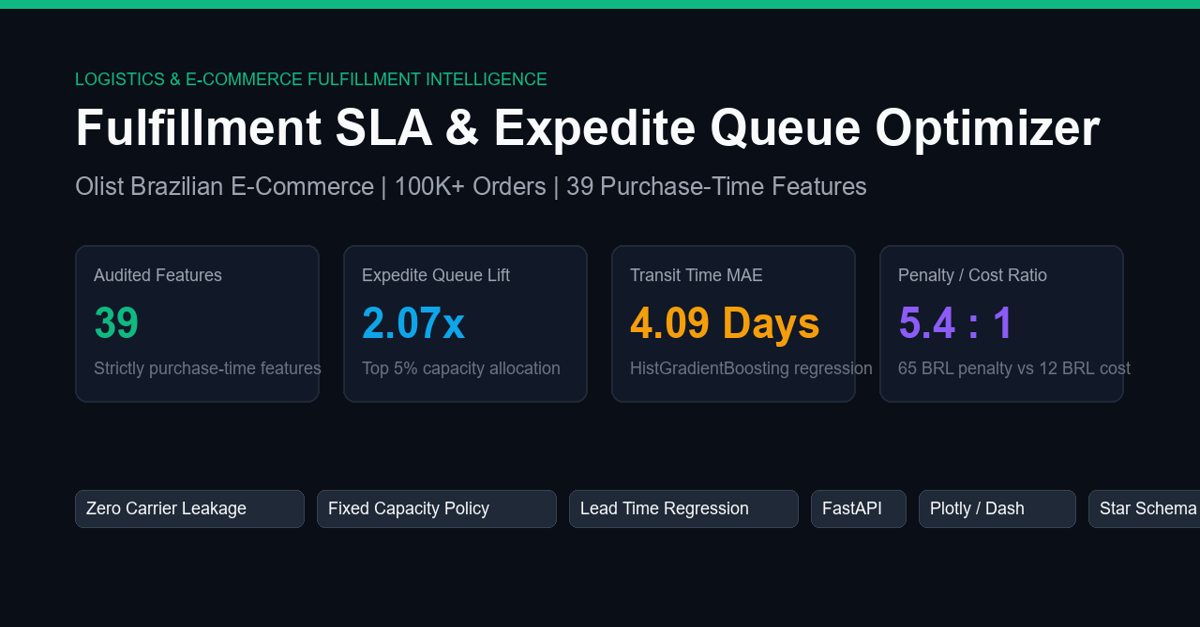 LOGISTICS & E-COMMERCE FULFILLMENT INTELLIGENCE
Fulfillment SLA & Expedite Queue Optimizer
Olist Brazilian E-Commerce | 100K+ Orders | 39 Purchase-Time Features
Audited Features
39
Strictly purchase-time features
Expedite Queue Lift
2.07x
Top 5% capacity allocation
Transit Time MAE
4.09 Days
HistGradientBoosting regression
Penalty / Cost Ratio
5.4 : 1
65 BRL penalty vs 12 BRL cost
Zero Carrier Leakage
Fixed Capacity Policy
Lead Time Regression
FastAPI
Plotly / Dash
Star Schema